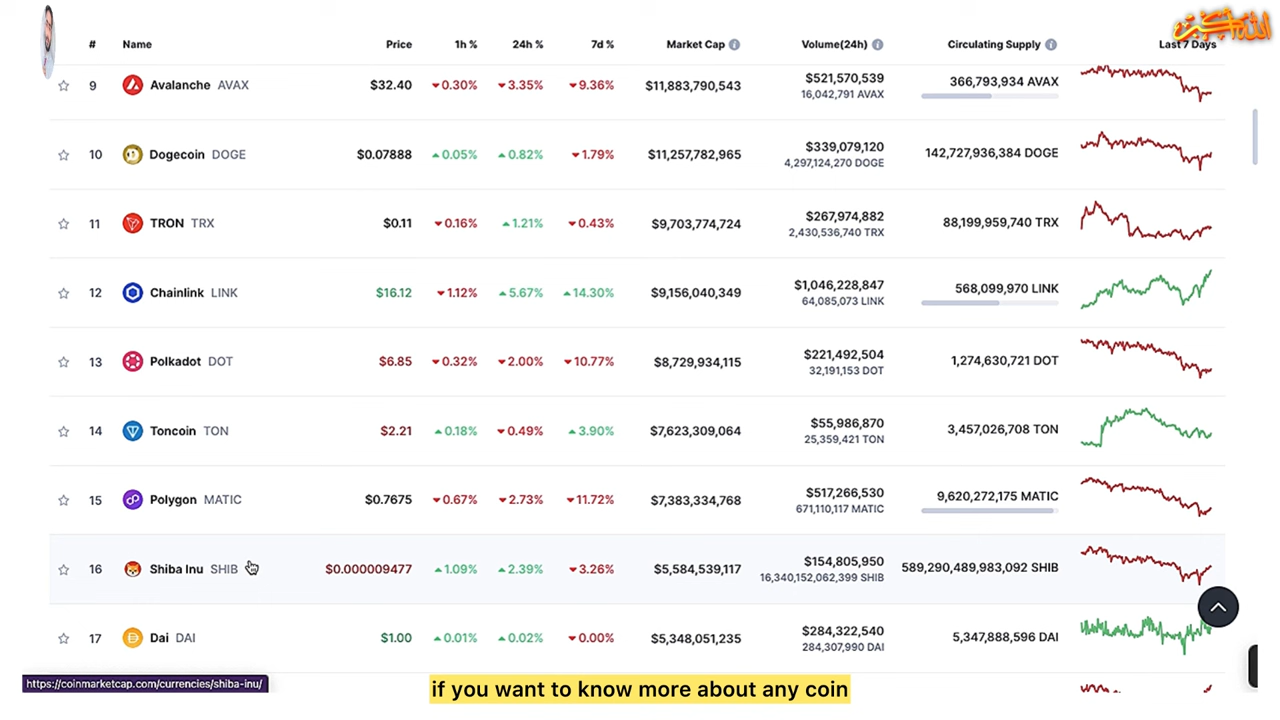 الله أكبر
# Name Price 1h % 24h % 7d % Market Cap Volume(24h) Circulating Supply Last 7 Days
9 Avalanche AVAX $32.40 0.30% 3.35% 9.36% $11,883,790,543 $521,570,539 366,793,934 AVAX
16,042,791 AVAX
10 Dogecoin DOGE $0.07888 0.05% 0.82% 1.79% $11,257,782,965 $339,079,120 142,727,936,384 DOGE
4,297,124,270 DOGE
11 TRON TRX $0.11 0.16% 1.21% 0.43% $9,703,774,724 $267,974,882 88,199,959,740 TRX
2,430,536,740 TRX
12 Chainlink LINK $16.12 1.12% 5.67% 14.30% $9,156,040,349 $1,046,228,847 568,099,970 LINK
64,085,073 LINK
13 Polkadot DOT $6.85 0.32% 2.00% 10.77% $8,729,934,115 $221,492,504 1,274,630,721 DOT
32,191,153 DOT
14 Toncoin TON $2.21 0.18% 0.49% 3.90% $7,623,309,064 $55,986,870 3,457,026,708 TON
25,359,421 TON
15 Polygon MATIC $0.7675 0.67% 2.73% 11.72% $7,383,334,768 $517,266,530 9,620,272,175 MATIC
671,110,117 MATIC
16 Shiba Inu SHIB $0.000009477 1.09% 2.39% 3.26% $5,584,539,117 $154,805,950 589,290,489,983,092 SHIB
16,340,152,062,399 SHIB
17 Dai DAI $1.00 0.01% 0.02% 0.00% $5,348,051,235 $284,322,540 5,347,888,596 DAI
284,307,990 DAI
https://coinmarketcap.com/currencies/shiba-inu/
if you want to know more about any coin